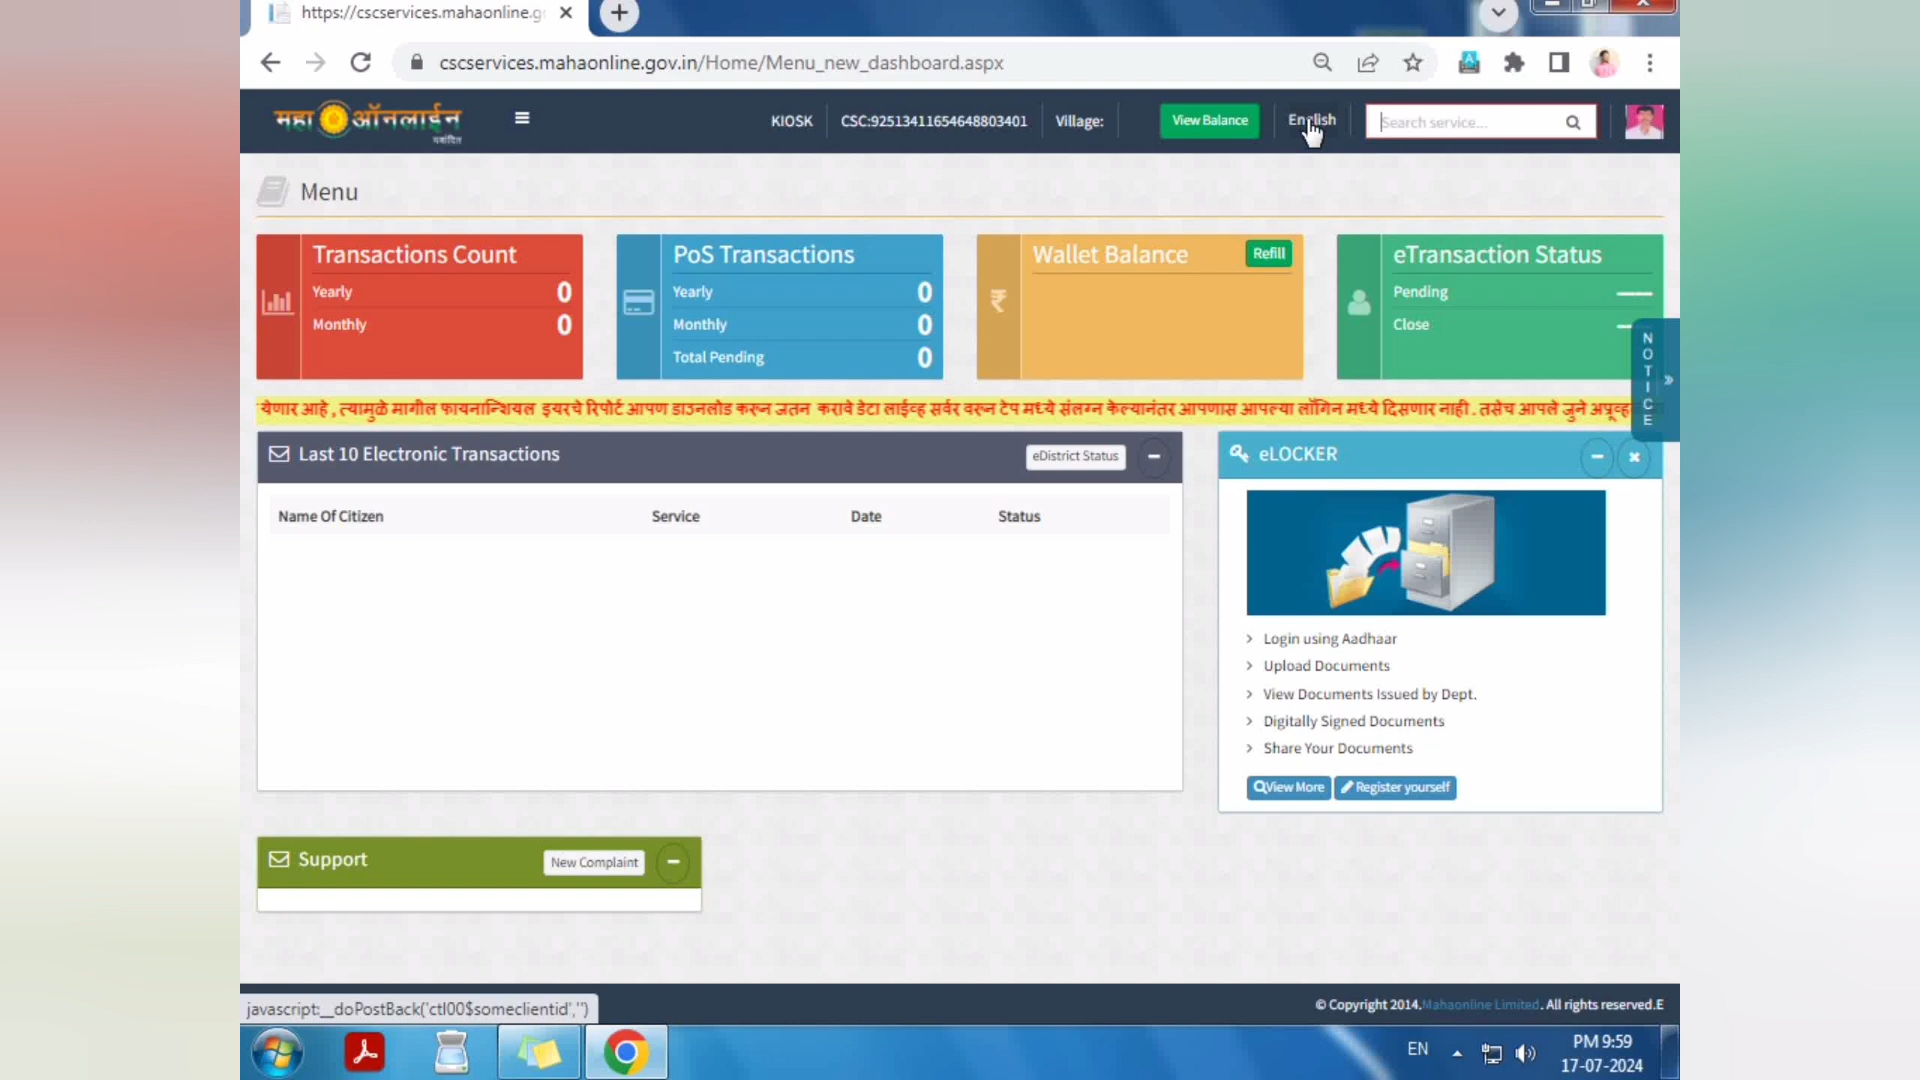 https://cscservices.mahaonline.g
cscservices.mahaonline.gov.in/Home/Menu_new_dashboard.aspx
महा ऑनलाईन
मर्यादित
KIOSK
CSC:92513411654648803401
Village:
View Balance
English
Search service...
Menu
Transactions Count
Yearly 0
Monthly 0
PoS Transactions
Yearly 0
Monthly 0
Total Pending 0
Wallet Balance
Refill
eTransaction Status
Pending
Close
NOTICE
येणार आहे , त्यामुळे मागील फायनान्शियल इयरचे रिपोर्ट आपण डाउनलोड करून जतन करावे डेटा लाईव्ह सर्वर वरून टेप मध्ये संलग्न केल्यानंतर आपणास आपल्या लॉगिन मध्ये दिसणार नाही . तसेच आपले जुने
Last 10 Electronic Transactions
eDistrict Status
Name Of Citizen Service Date Status
eLOCKER
Login using Aadhaar
Upload Documents
View Documents Issued by Dept.
Digitally Signed Documents
Share Your Documents
View More
Register yourself
Support
New Complaint
© Copyright 2014.Mahaonline Limited. All rights reserved.E
javascript:__doPostBack('ctl00$someclientid','')
EN
PM 9:59
17-07-2024